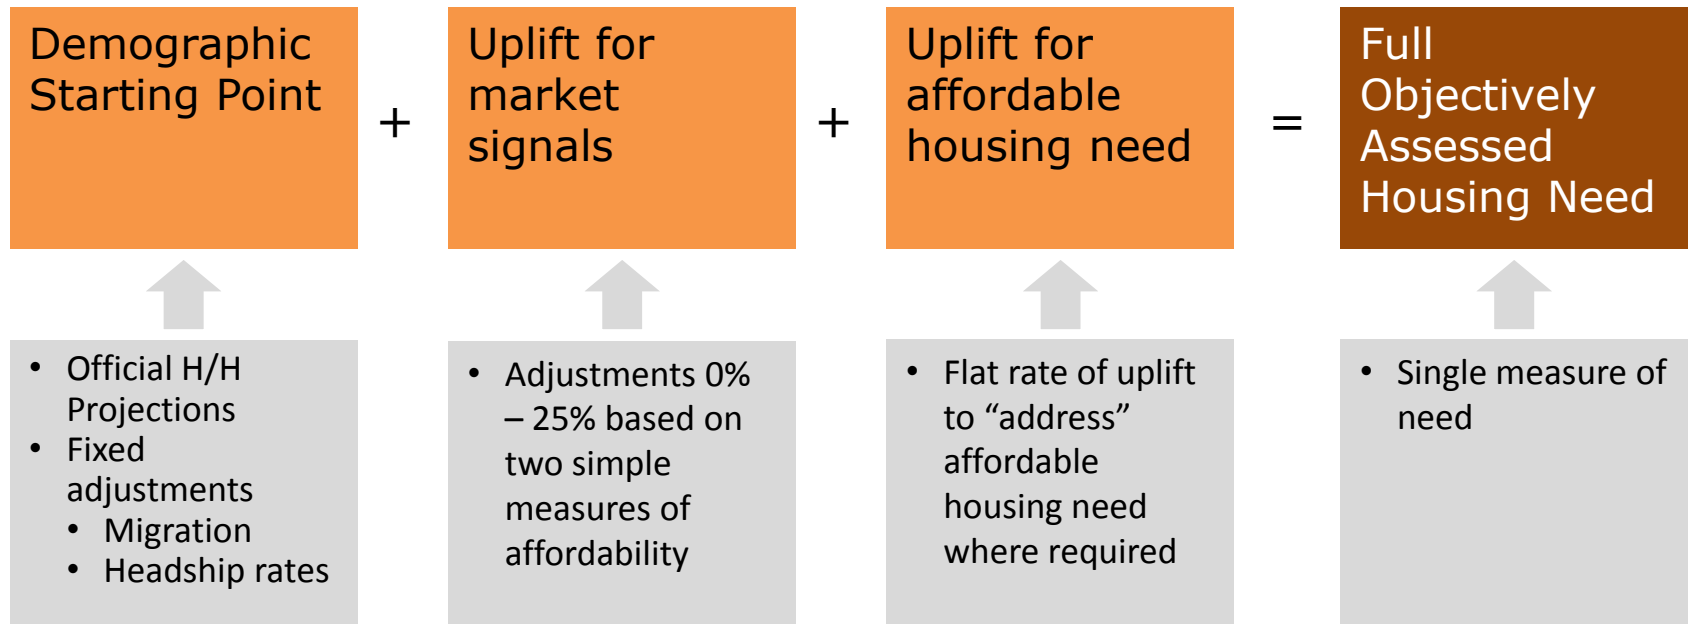 Demographic
Starting Point
+
Uplift for
market
signals
+
Uplift for
affordable
housing need
=
Full
Objectively
Assessed
Housing Need
• Official H/H
Projections
• Fixed
adjustments
• Migration
• Headship rates
• Adjustments 0%
– 25% based on
two simple
measures of
affordability
• Flat rate of uplift
to “address”
affordable
housing need
where required
• Single measure of
need